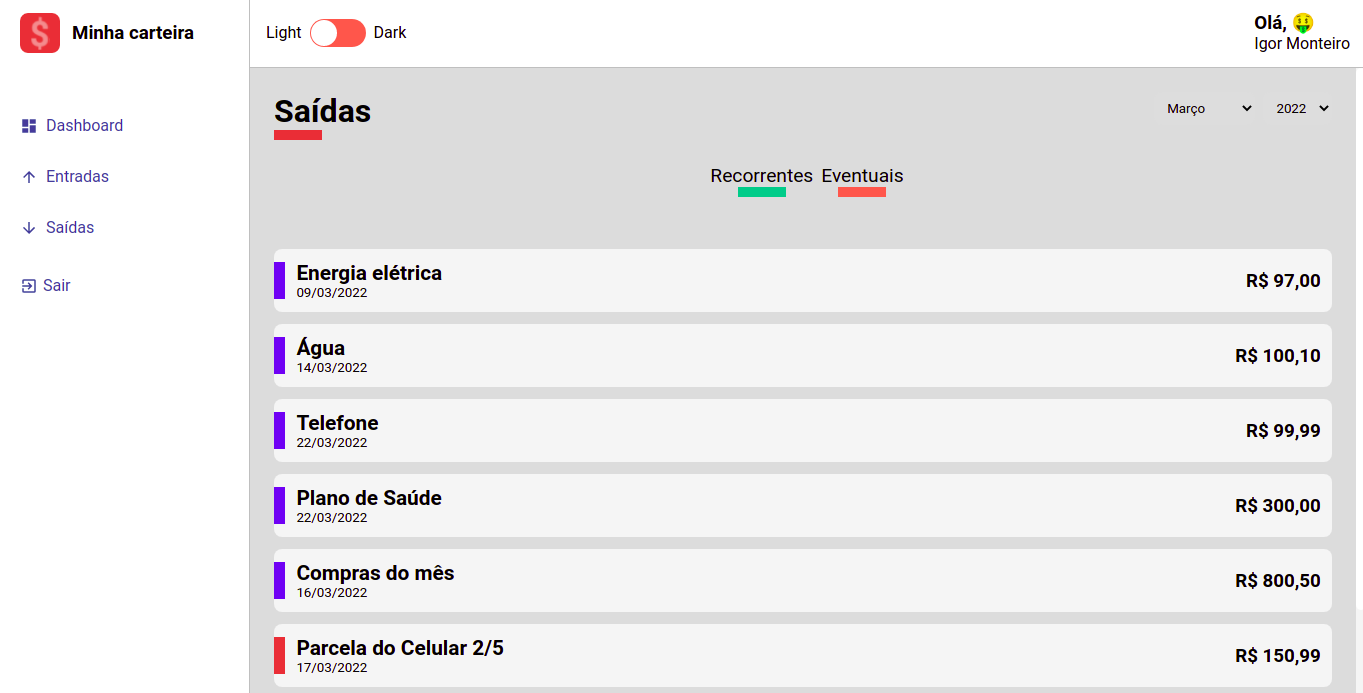 $ Minha carteira
Light Dark
Olá, 🤑
Igor Monteiro
Dashboard
Entradas
Saídas
Sair
Saídas
Março 2022
Recorrentes Eventuais
Energia elétrica
09/03/2022
R$ 97,00
Água
14/03/2022
R$ 100,10
Telefone
22/03/2022
R$ 99,99
Plano de Saúde
22/03/2022
R$ 300,00
Compras do mês
16/03/2022
R$ 800,50
Parcela do Celular 2/5
17/03/2022
R$ 150,99